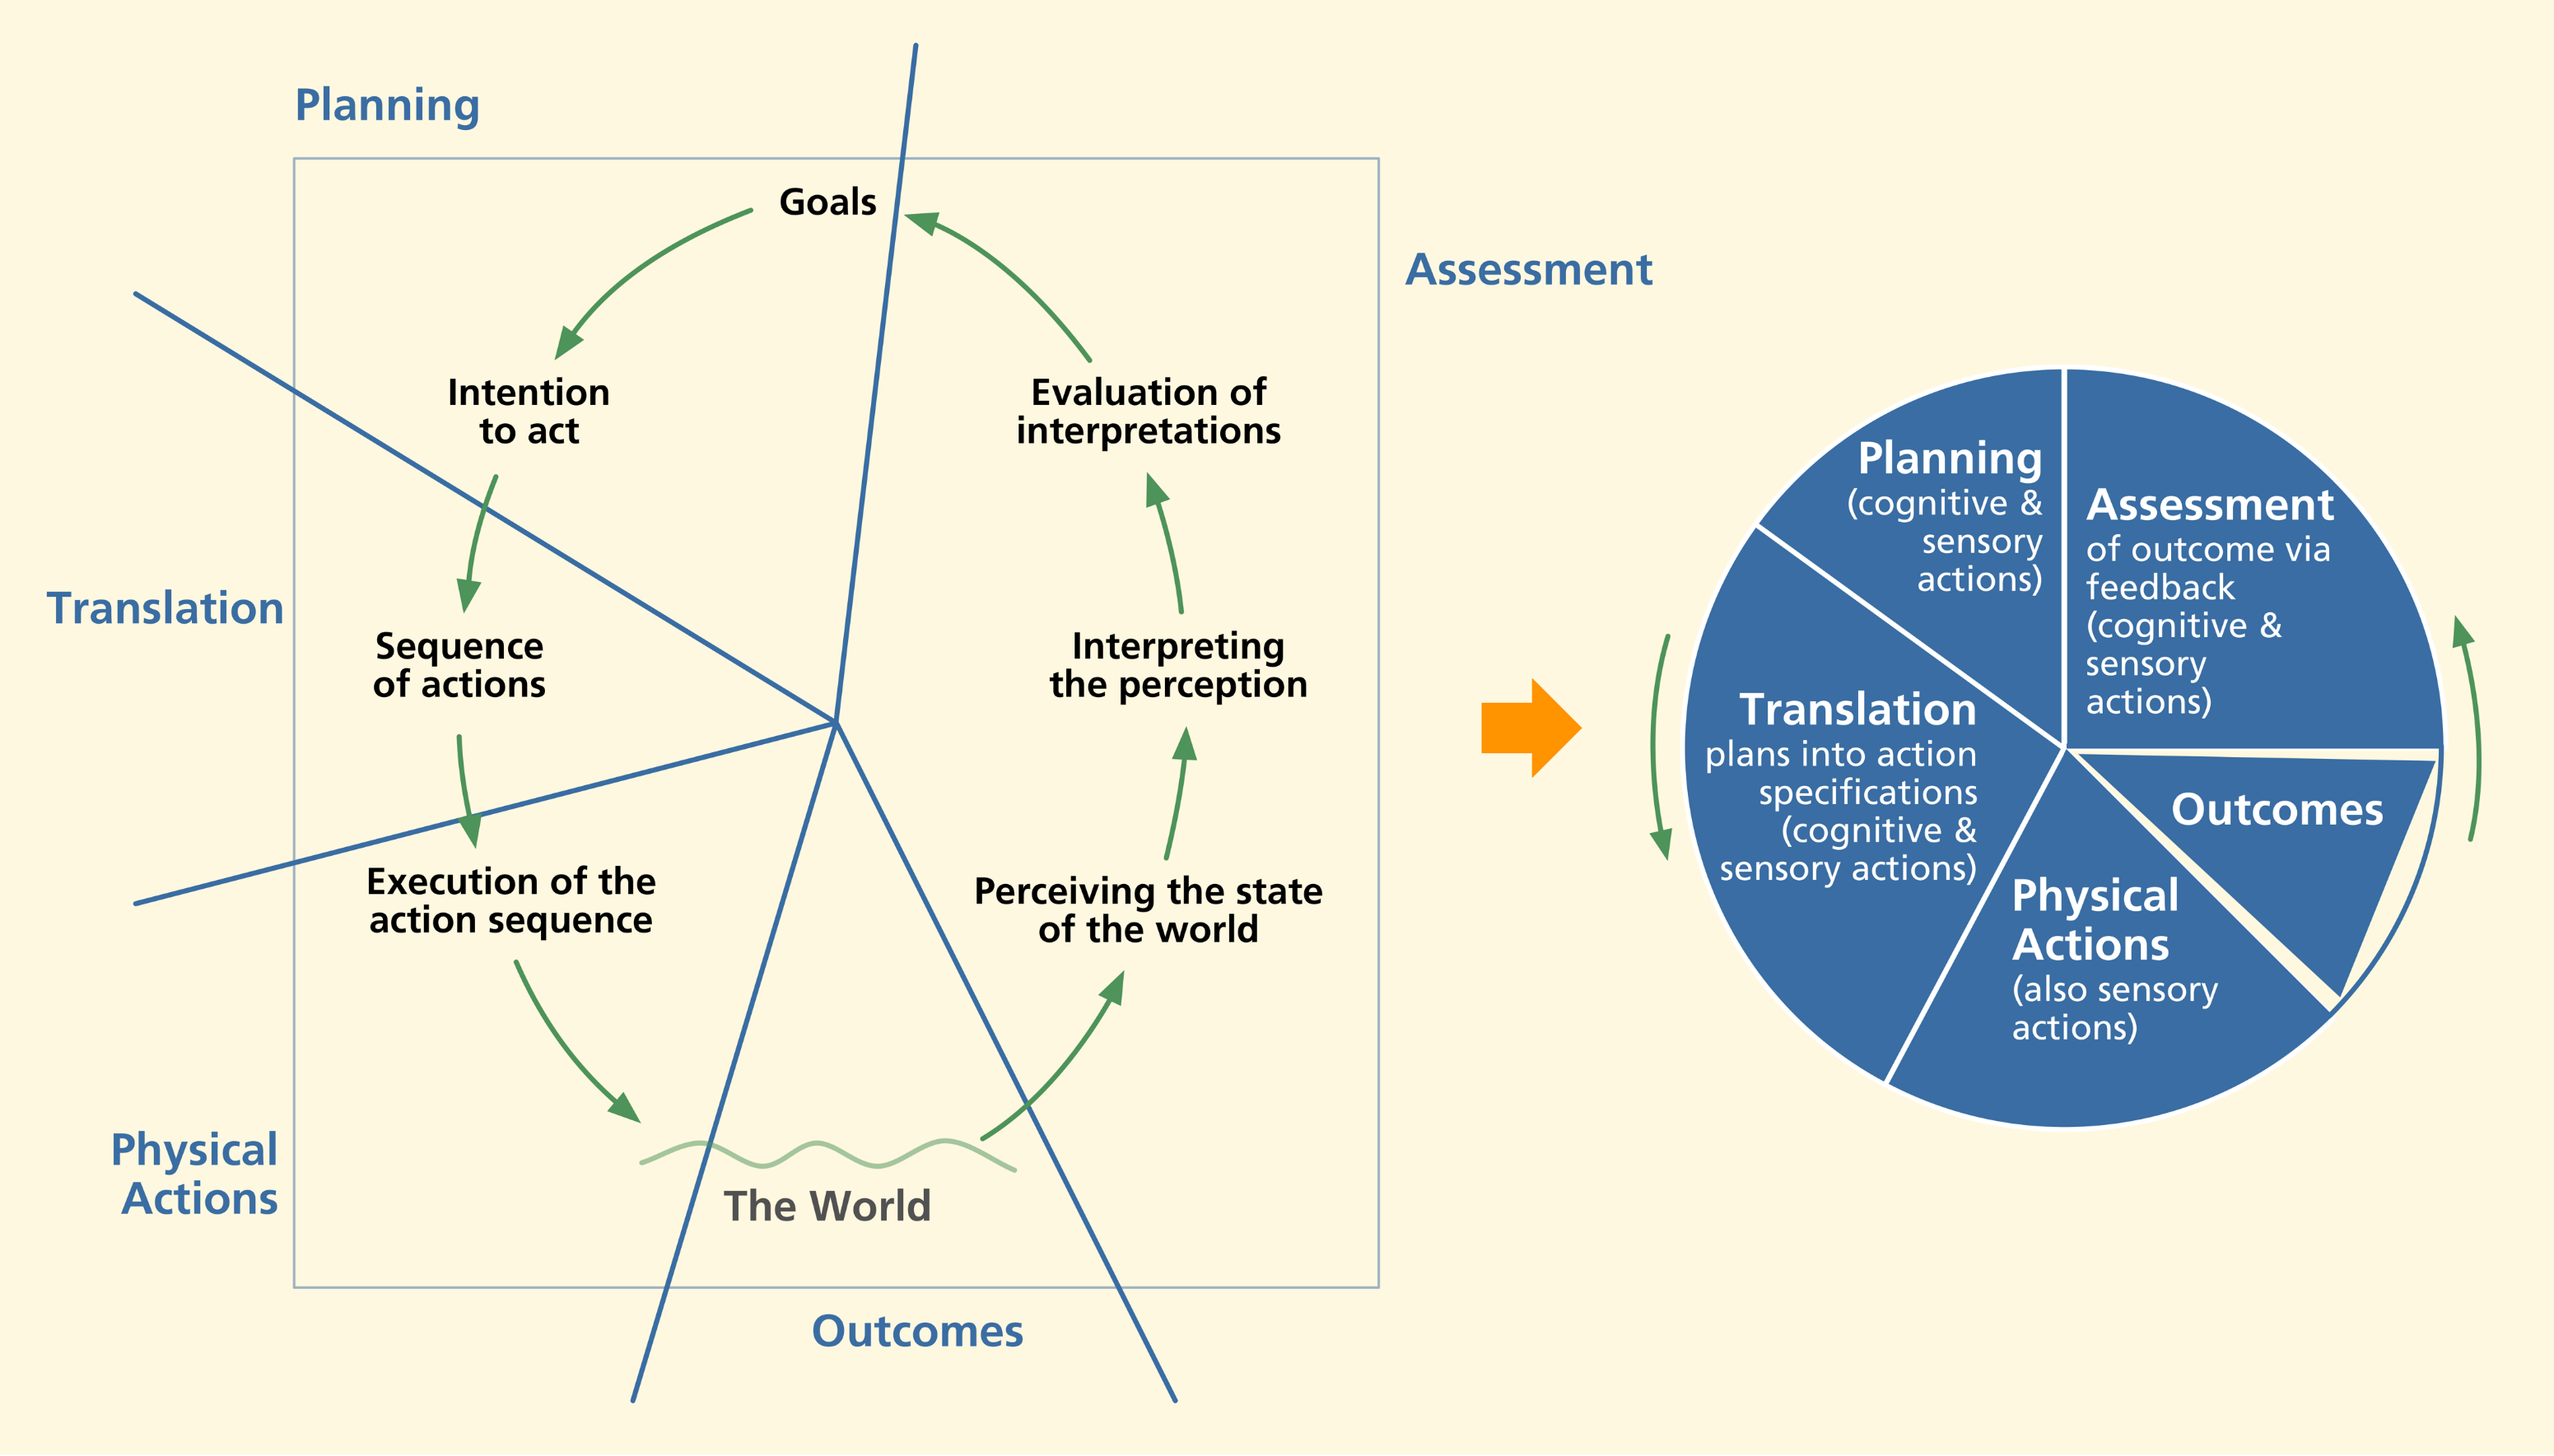 Planning
Goals
Assessment
Intention
to act
Evaluation of
interpretations
Translation
Sequence
of actions
Interpreting
the perception
Execution of the
action sequence
Perceiving the state
of the world
Physical
Actions
The World
Outcomes
Planning
(cognitive &
sensory
actions)
Assessment
of outcome via
feedback
(cognitive &
sensory
actions)
Translation
plans into action
specifications
(cognitive &
sensory actions)
Outcomes
Physical
Actions
(also sensory
actions)